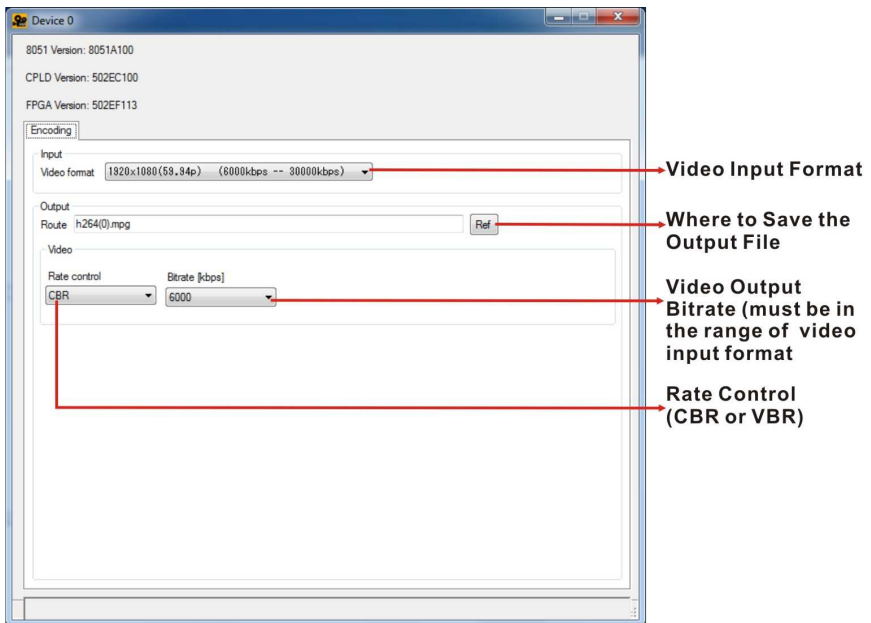 Device 0
8051 Version: 8051A100
CPLD Version: 502EC100
FPGA Version: 502EF113
Encoding
Input
Video format 1920x1080(59.94p) (6000kbps -- 30000kbps)
Output
Route h264(0).mpg Ref
Video
Rate control Bitrate [kbps]
CBR 6000
Video Input Format
Where to Save the
Output File
Video Output
Bitrate (must be in
the range of video
input format
Rate Control
(CBR or VBR)